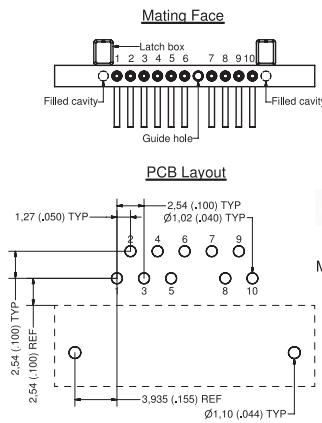 Mating Face
Latch box
1 2 3 4 5 6 7 8 9 10
Filled cavity
Filled cavity
Guide hole
PCB Layout
2,54 (.100) TYP
1,27 (.050) TYP
Ø1,02 (.040) TYP
2 4 6 7 9
1 3 5 8 10
2,54 (.100) TYP
2,54 (.100) REF
3,935 (.155) REF
Ø1,10 (.044) TYP
M